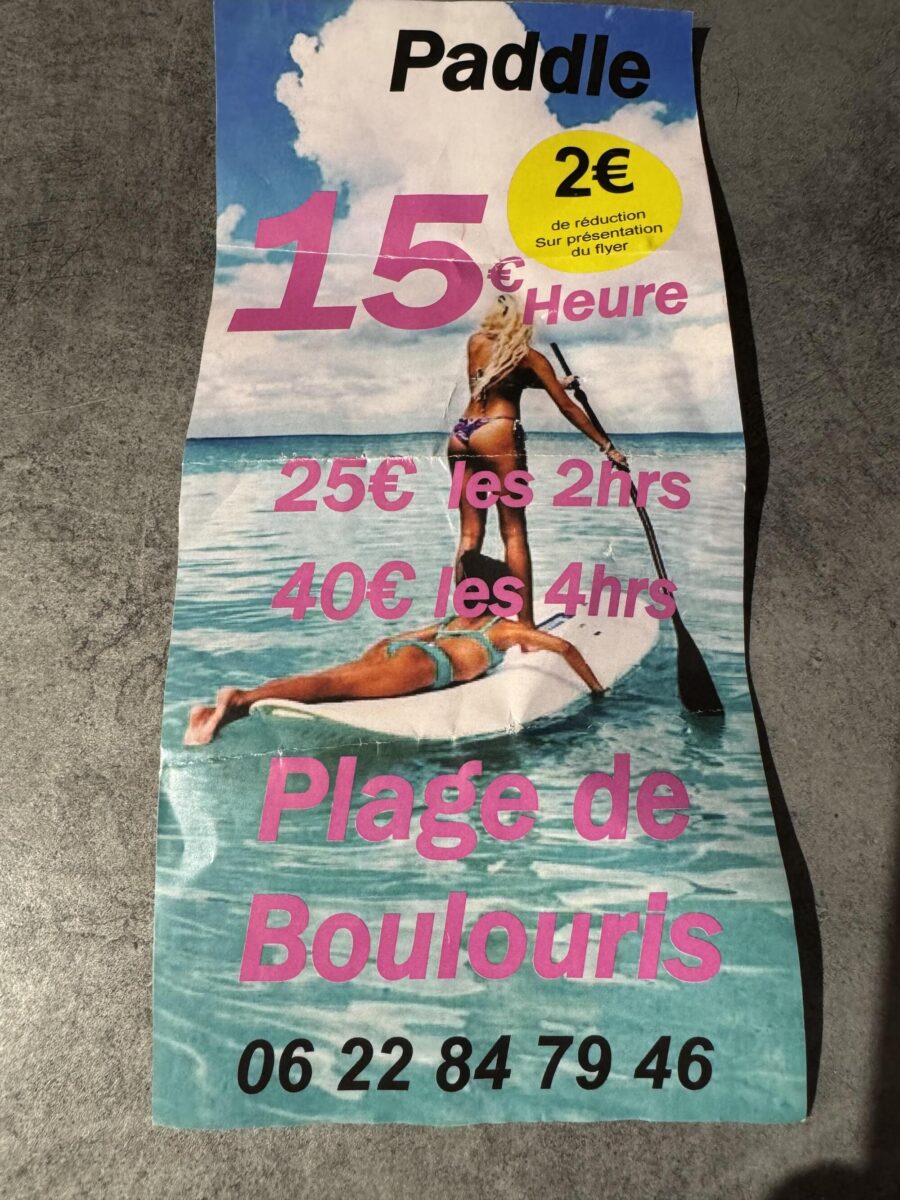 Paddle
2€
de réduction
Sur présentation
du flyer
15€ Heure
25€ les 2hrs
40€ les 4hrs
Plage de
Boulouris
06 22 84 79 46